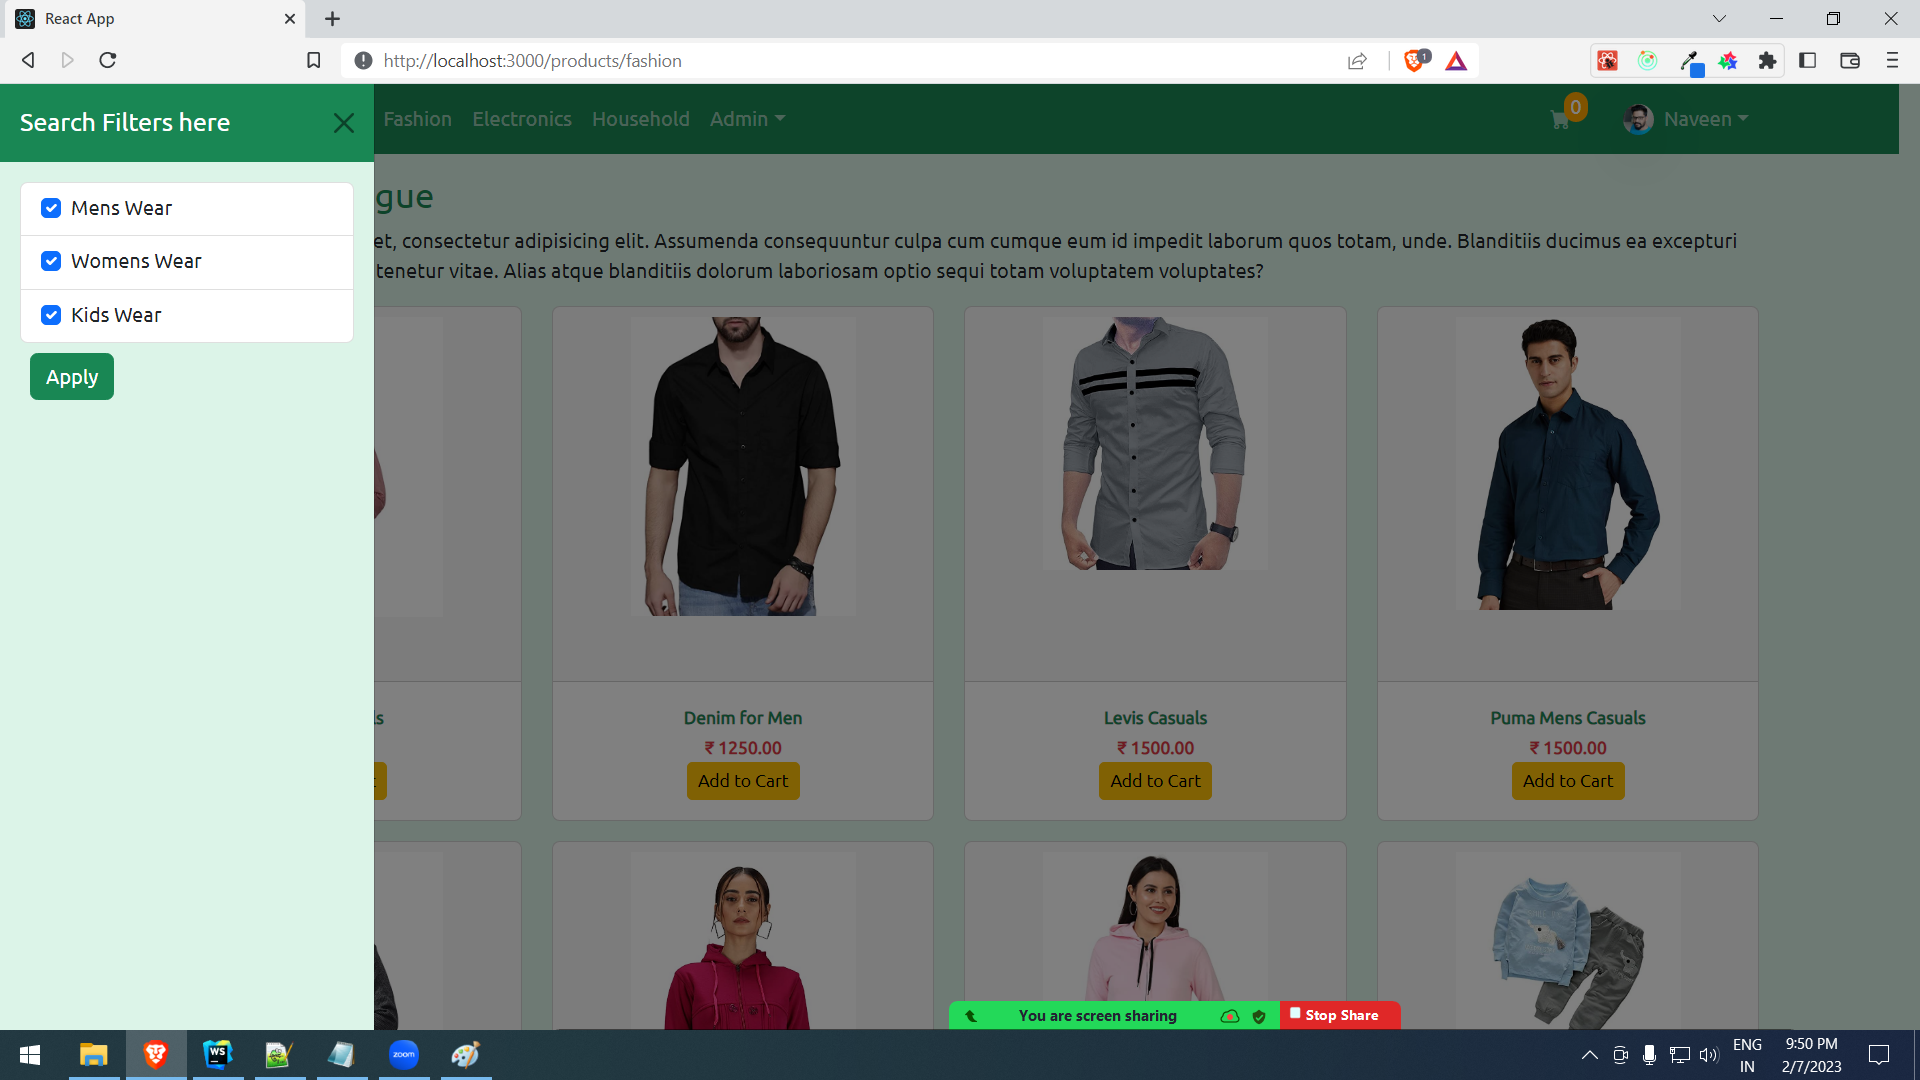 React App
http://localhost:3000/products/fashion
1
Search Filters here
Fashion Electronics Household Admin
0
Naveen
Mens Wear
Womens Wear
Kids Wear
Apply
gue
et, consectetur adipisicing elit. Assumenda consequuntur culpa cum cumque eum id impedit laborum quos totam, unde. Blanditiis ducimus ea excepturi
tenetur vitae. Alias atque blanditiis dolorum laboriosam optio sequi totam voluptatem voluptates?
ls
Denim for Men
₹ 1250.00
Add to Cart
Levis Casuals
₹ 1500.00
Add to Cart
Puma Mens Casuals
₹ 1500.00
Add to Cart
You are screen sharing
Stop Share
WS
zoom
ENG
IN
9:50 PM
2/7/2023